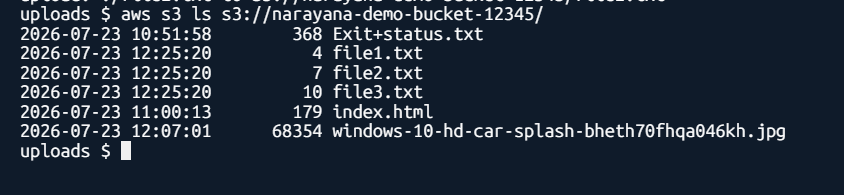 uploads $ aws s3 ls s3://narayana-demo-bucket-12345/
2026-07-23 10:51:58        368 Exit+status.txt
2026-07-23 12:25:20          4 file1.txt
2026-07-23 12:25:20          7 file2.txt
2026-07-23 12:25:20         10 file3.txt
2026-07-23 11:00:13        179 index.html
2026-07-23 12:07:01      68354 windows-10-hd-car-splash-bheth70fhqa046kh.jpg
uploads $